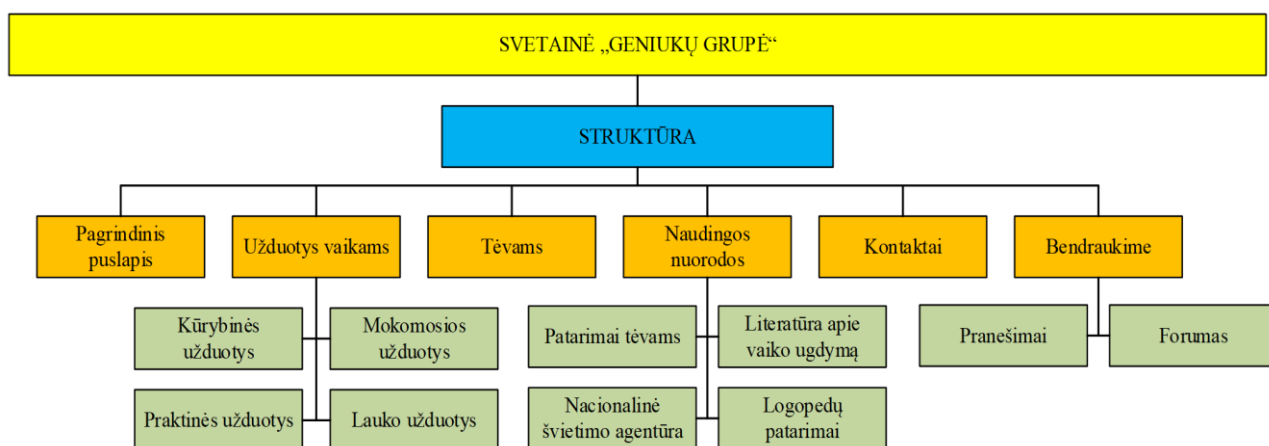 SVETAINĖ „GENIUKŲ GRUPĖ“
STRUKTŪRA
Pagrindinis
puslapis
Užduotys vaikams
Tėvams
Naudingos
nuorodos
Kontaktai
Bendraukime
Kūrybinės
užduotys
Mokomosios
užduotys
Patarimai tėvams
Literatūra apie
vaiko ugdymą
Pranešimai
Forumas
Praktinės užduotys
Lauko užduotys
Nacionalinė
švietimo agentūra
Logopedų
patarimai